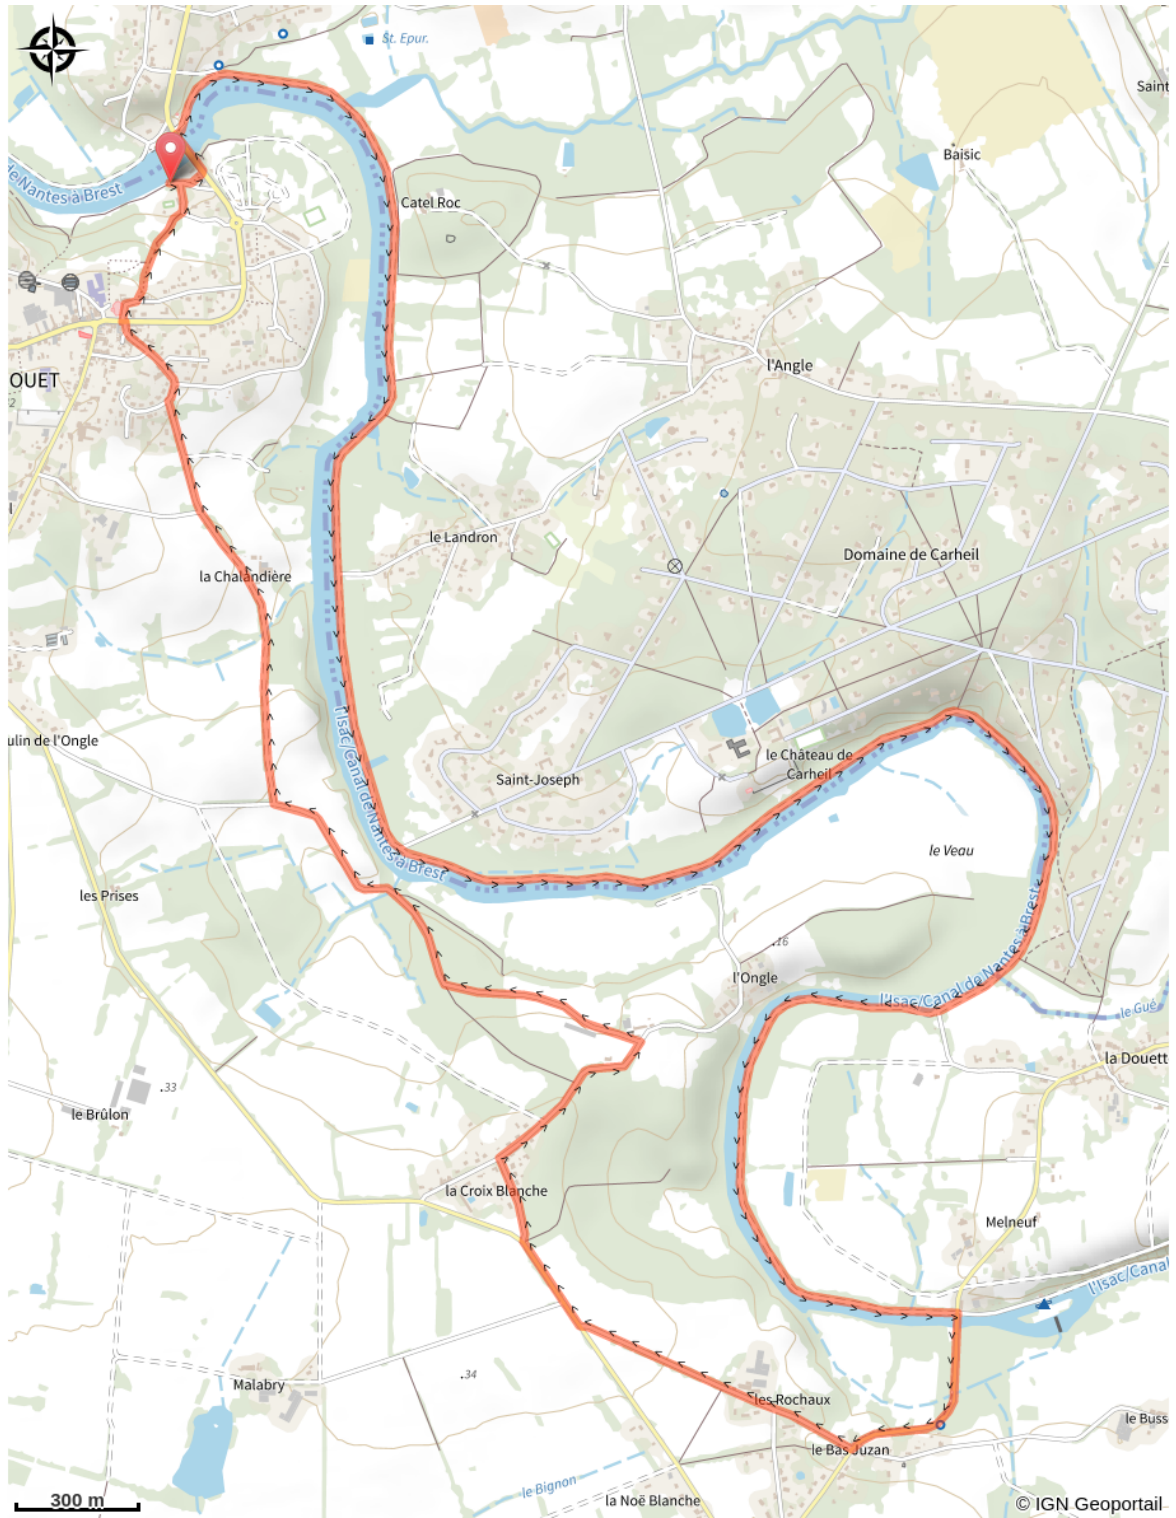 St. Epur.
Saint
Baisic
de Nantes à Brest
Catel Roc
l'Angle
OUET
2
le Landron
Domaine de Carheil
la Chalandière
ulin de l'Ongle
l'Isac/Canal de Nantes à Brest
Saint-Joseph
le Château de
Carheil
le Veau
les Prises
16
l'Ongle
l'Isac/Canal de Nantes à Brest
le Gué
la Douett
33
le Brûlon
la Croix Blanche
Melneuf
l'Isac/Canal
34
Malabry
les Rochaux
le Buss
le Bas Juzan
le Bignon
la Noë Blanche
300 m
© IGN Geoportail